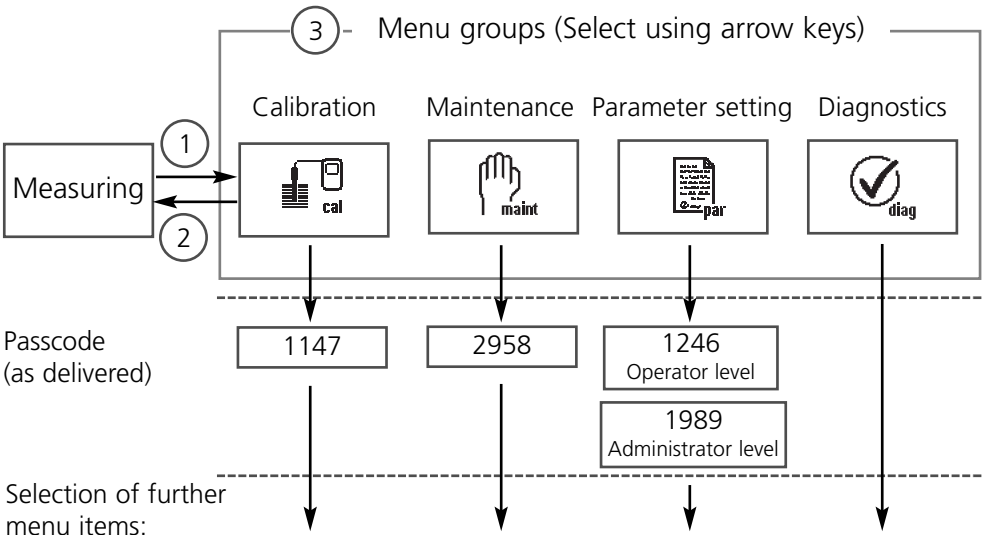 3
Menu groups (Select using arrow keys)
Calibration
Maintenance
Parameter setting
Diagnostics
Measuring
1
2
cal
maint
par
diag
Passcode
(as delivered)
1147
2958
1246
Operator level
1989
Administrator level
Selection of further
menu items: